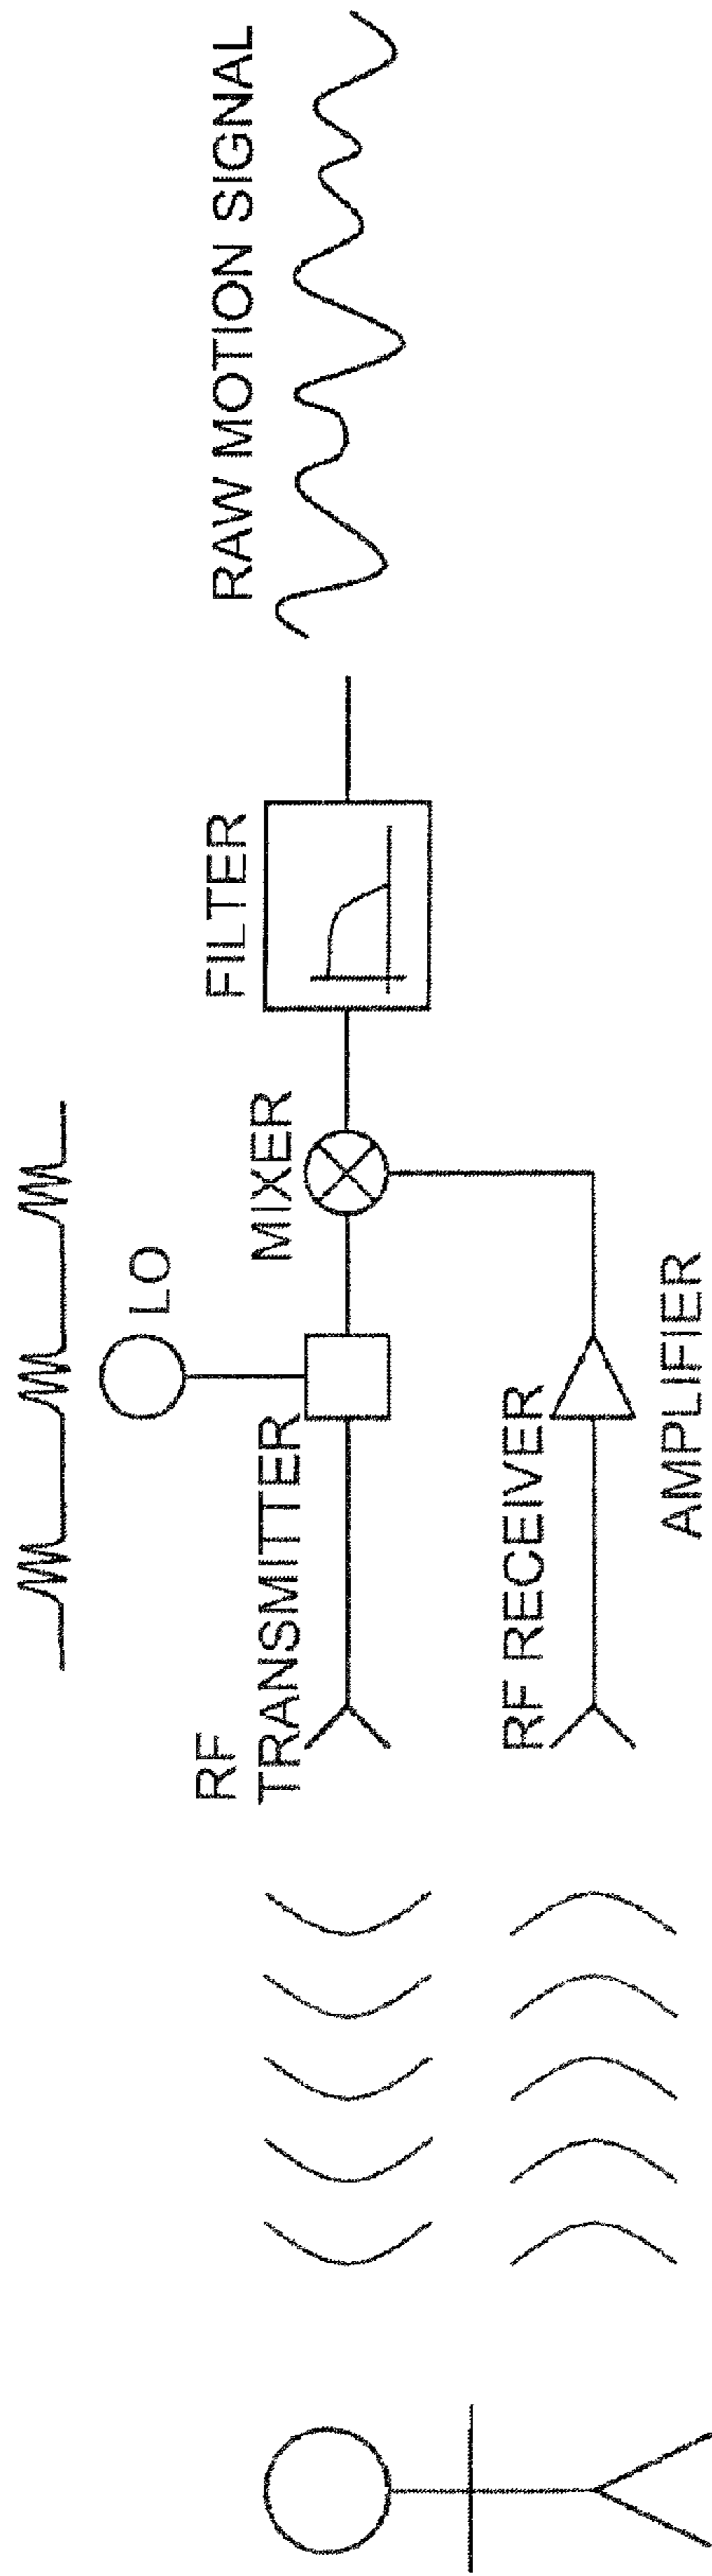 LO
RF
TRANSMITTER
MIXER
FILTER
RAW MOTION SIGNAL
RF RECEIVER
AMPLIFIER